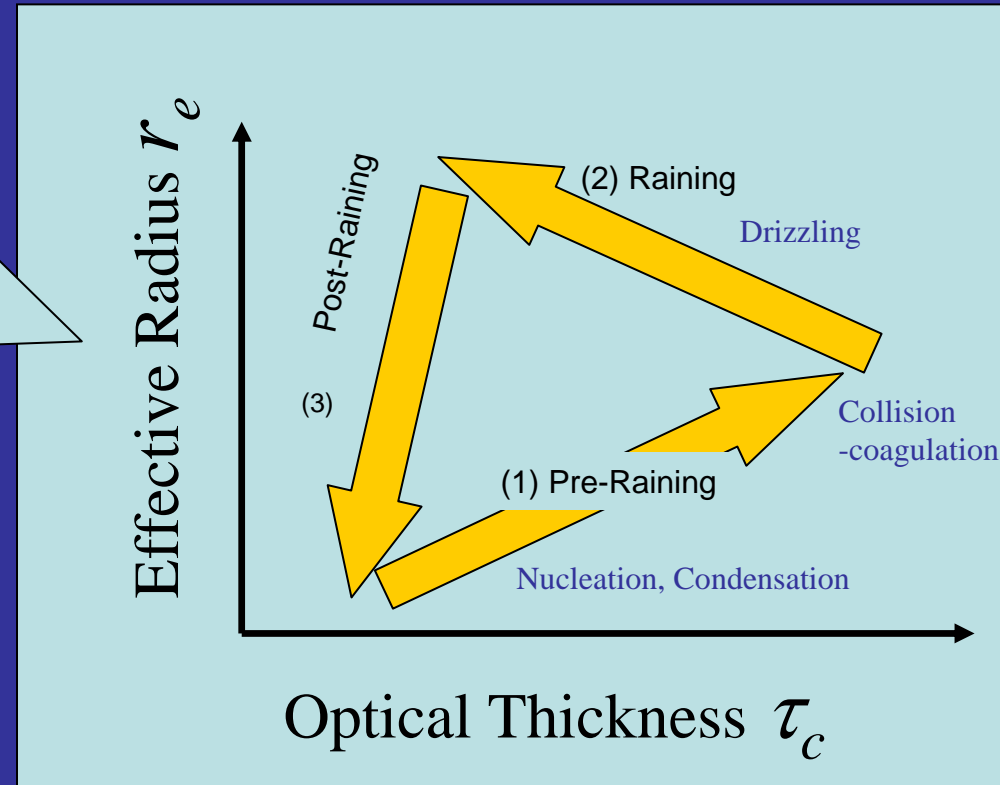 Effective Radius r_e
Post-Raining
(3)
(2) Raining
Drizzling
Collision
-coagulation
(1) Pre-Raining
Nucleation, Condensation
Optical Thickness τ_c